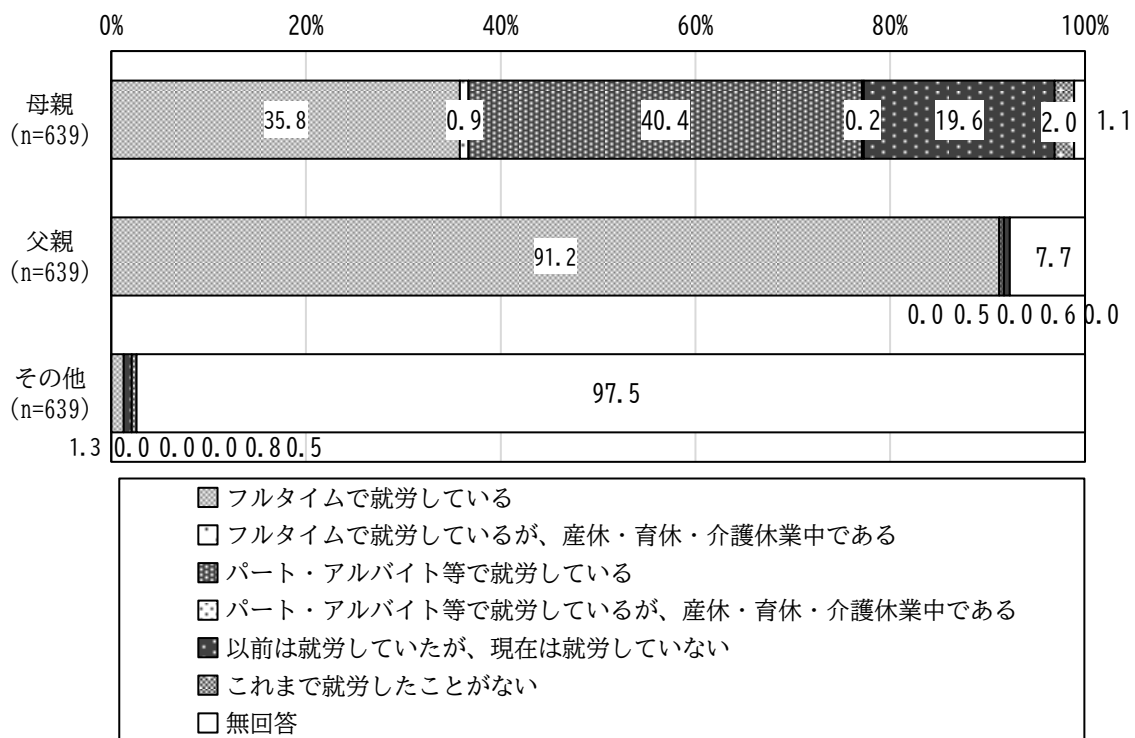 0% 20% 40% 60% 80% 100%
母親
(n=639)
35.8 0.9 40.4 0.2 19.6 2.0 1.1
父親
(n=639)
91.2 7.7
0.0 0.5 0.0 0.6 0.0
その他
(n=639)
97.5
1.3 0.0 0.0 0.0 0.8 0.5
フルタイムで就労している
フルタイムで就労しているが、産休・育休・介護休業中である
パート・アルバイト等で就労している
パート・アルバイト等で就労しているが、産休・育休・介護休業中である
以前は就労していたが、現在は就労していない
これまで就労したことがない
無回答